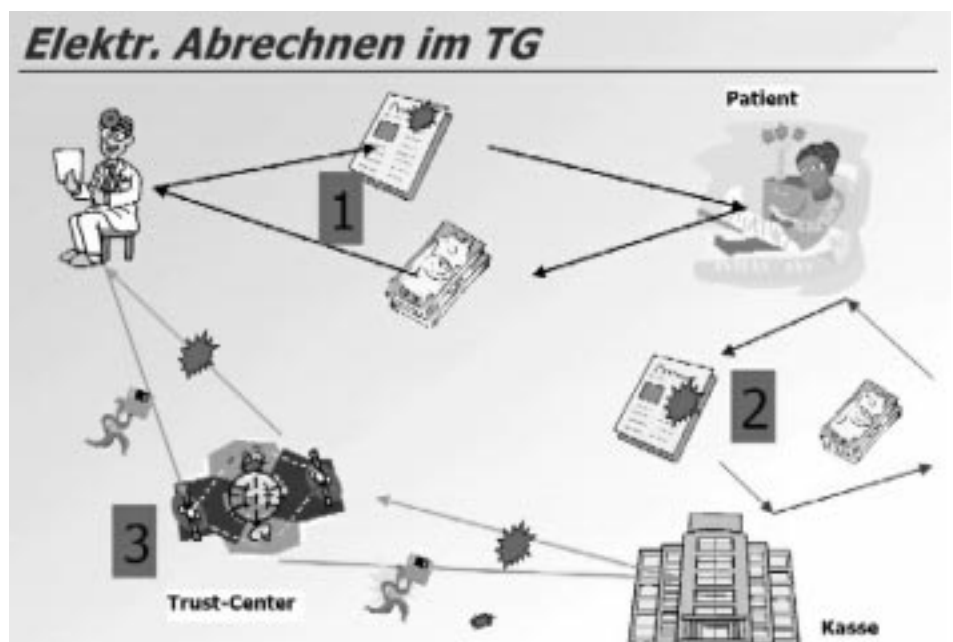 Elektr. Abrechnen im TG
Patient
1
2
3
Trust-Center
Kasse